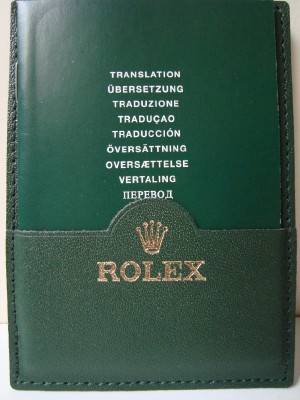 TRANSLATION
ÜBERSETZUNG
TRADUZIONE
TRADUÇAO
TRADUCCIÓN
ÖVERSÄTTNING
OVERSÆTTELSE
VERTALING
ПЕРЕВОД
ROLEX